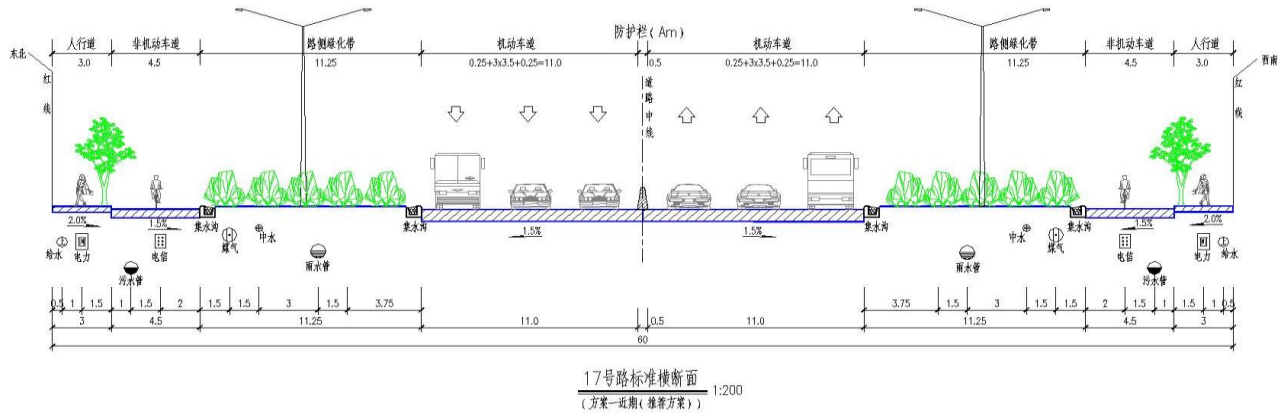 防护栏(Am)
人行道 非机动车道 路侧绿化带 机动车道 机动车道 路侧绿化带 非机动车道 人行道
东北 3.0 4.5 11.25 0.25+3x3.5+0.25=11.0 0.5 0.25+3x3.5+0.25=11.0 11.25 4.5 3.0 西南
红线 道路中线 红线
2.0% 1.5% 集水沟 集水沟 1.5% 1.5% 集水沟 集水沟 1.5% 2.0%
给水 电力 电信 煤气 中水 中水 煤气 电信 电力 给水
污水管 雨水管 雨水管 污水管
0.5 1 1.5 1 1.5 2 1.5 1.5 3 1.5 3.75 3.75 1.5 3 1.5 1.5 2 1.5 1 1.5 1 0.5
3 4.5 11.25 11.0 0.5 11.0 11.25 4.5 3
60
17号路标准横断面 1:200
(方案一近期(推荐方案))